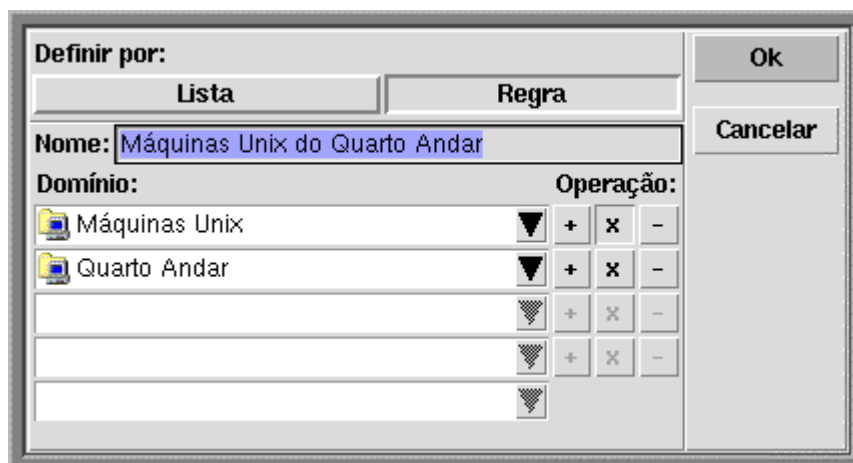 Definir por:
Lista Regra
Ok
Cancelar
Nome: Máquinas Unix do Quarto Andar
Domínio: Operação:
Máquinas Unix + x -
Quarto Andar + x -
+ x -
+ x -